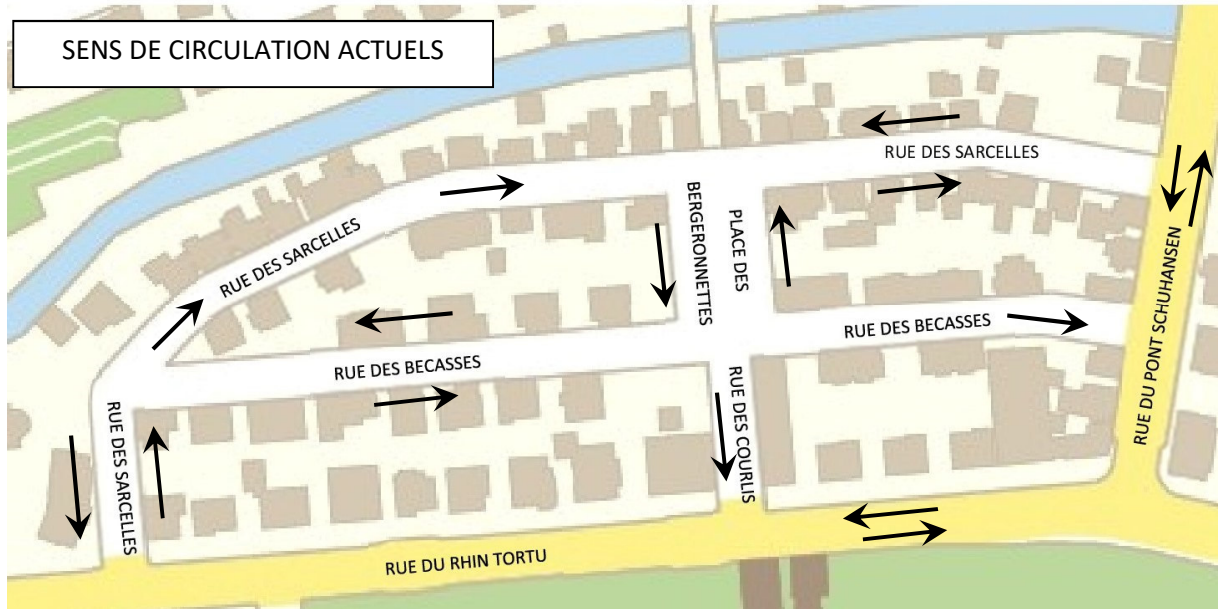 SENS DE CIRCULATION ACTUELS
RUE DES SARCELLES
RUE DES SARCELLES
BERGERONNETTES
PLACE DES
RUE DES BECASSES
RUE DES BECASSES
RUE DU PONT SCHUHANSEN
RUE DES SARCELLES
RUE DES COURLIS
RUE DU RHIN TORTU